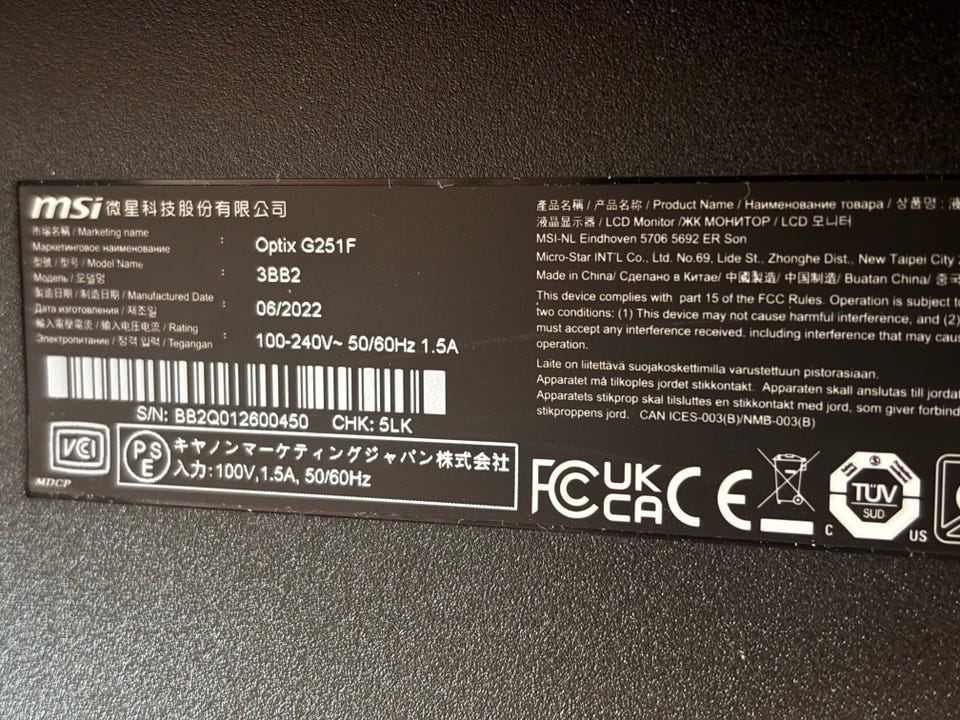 msi 微星科技股份有限公司
市場名稱 / Marketing name
Маркетинговое наименование : Optix G251F
型號 / 型号 / Model Name
Модель / 모델명 : 3BB2
製造日期 / 制造日期 / Manufactured Date
Дата изготовления / 제조일 : 06/2022
輸入電壓電流 / 输入电压电流 / Rating
Электропитание / 정격 입력 / Tegangan : 100-240V~ 50/60Hz 1.5A
S/N: BB2Q012600450 CHK: 5LK
VCI
MDCP
PSE
キヤノンマーケティングジャパン株式会社
入力:100V,1.5A, 50/60Hz
產品名稱 / 产品名称 / Product Name / Наименование товара / 상품명 : 液
液晶显示器 / LCD Monitor /ЖК МОНИТОР / LCD 모니터
MSI-NL Eindhoven 5706 5692 ER Son
Micro-Star INT'L Co., Ltd. No.69, Lide St., Zhonghe Dist., New Taipei City
Made in China/ Сделано в Китае/ 中國製造/ 中国制造/ Buatan China/ 중국
This device complies with part 15 of the FCC Rules. Operation is subject to
two conditions: (1) This device may not cause harmful interference, and (2)
must accept any interference received, including interference that may cau
operation.
Laite on liitettävä suojakoskettimilla varustettuun pistorasiaan.
Apparatet må tilkoples jordet stikkontakt. Apparaten skall anslutas till jordat
Apparatets stikprop skal tilsluttes en stikkontakt med jord, som giver forbind
stikproppens jord. CAN ICES-003(B)/NMB-003(B)
FC UK CA CE
C TÜV SUD US